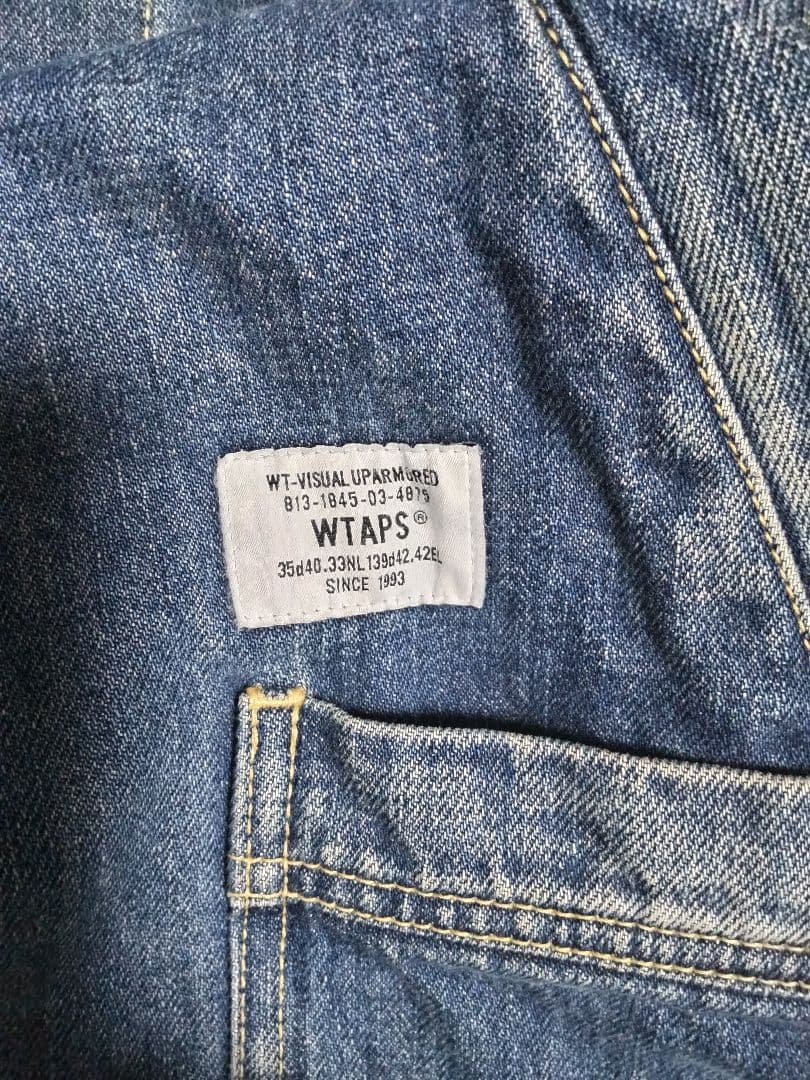 WT-VISUAL UPARMORED
813-1845-03-4875
WTAPS®
35d40.33NL139d42.42EL
SINCE 1993